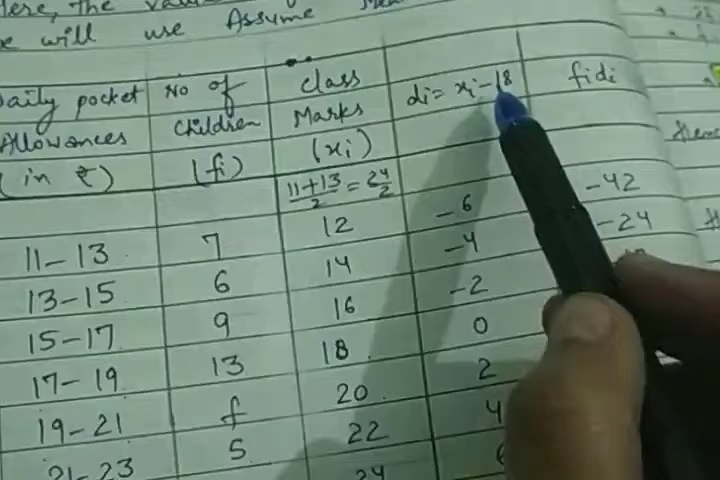 Here, the
we will use Assume
Daily pocket Allowances (in ₹) | No of Children (fi) | Class Marks (xi) | di = xi - 18 | fidi
11+13/2 = 24/2
11-13 | 7 | 12 | -6 | -42
13-15 | 6 | 14 | -4 | -24
15-17 | 9 | 16 | -2
17-19 | 13 | 18 | 0
19-21 | f | 20 | 2
21-23 | 5 | 22 | 4
24